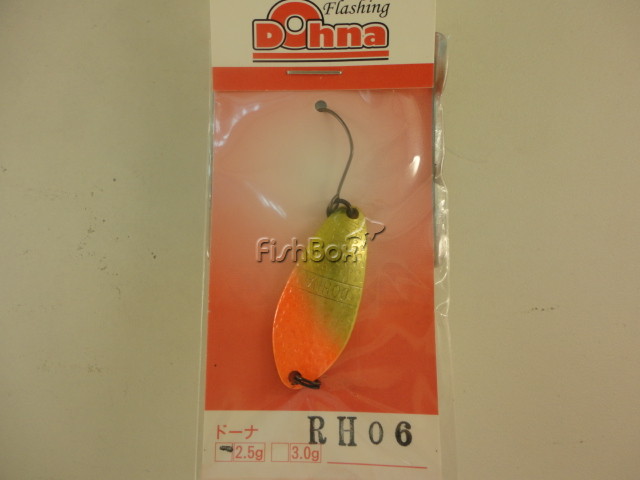 Flashing
Dohna
FishBox
ドーナ
RH06
2.5g 3.0g